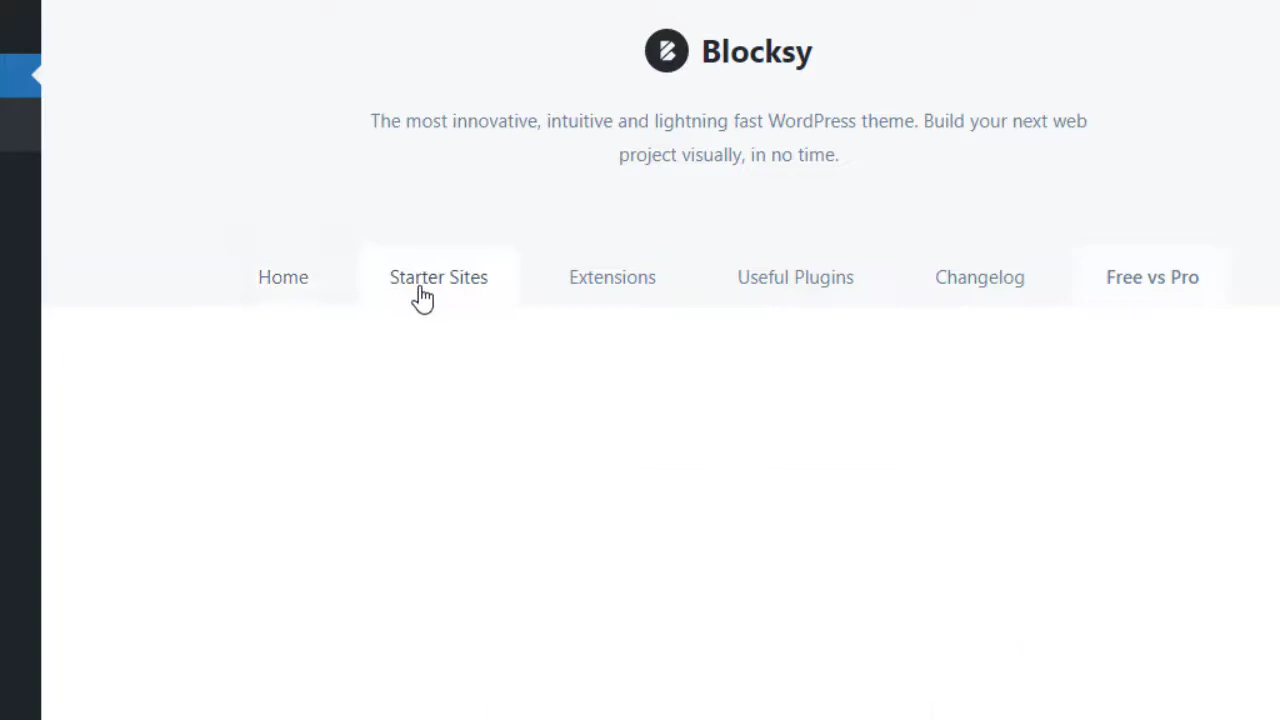 Blocksy
The most innovative, intuitive and lightning fast WordPress theme. Build your next web
project visually, in no time.
Home
Starter Sites
Extensions
Useful Plugins
Changelog
Free vs Pro